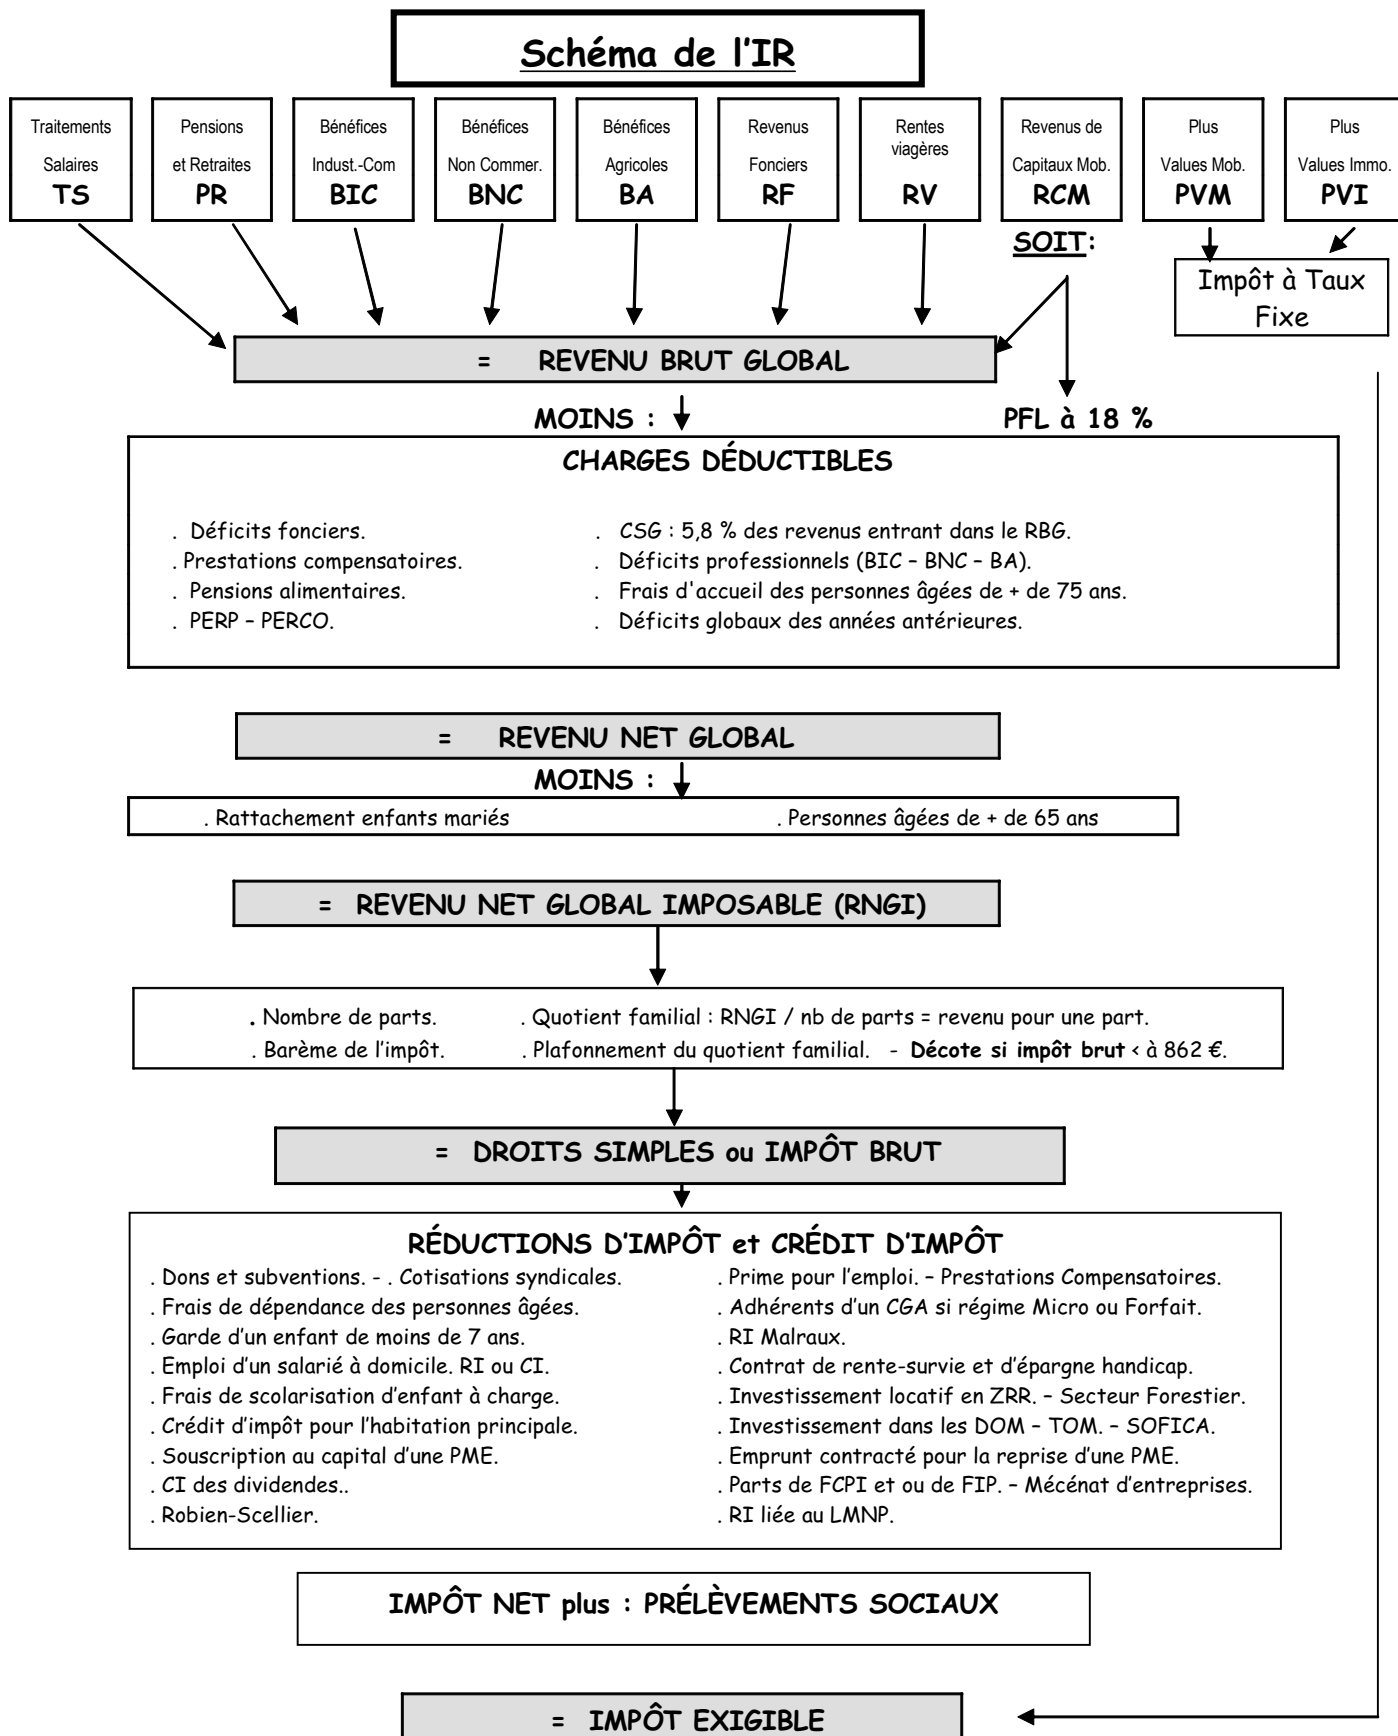 Schéma de l'IR
Traitements
Salaires
TS
Pensions
et Retraites
PR
Bénéfices
Indust.-Com
BIC
Bénéfices
Non Commer.
BNC
Bénéfices
Agricoles
BA
Revenus
Fonciers
RF
Rentes
viagères
RV
Revenus de
Capitaux Mob.
RCM
Plus
Values Mob.
PVM
Plus
Values Immo.
PVI
SOIT:
Impôt à Taux
Fixe
= REVENU BRUT GLOBAL
MOINS :
PFL à 18 %
CHARGES DÉDUCTIBLES
. Déficits fonciers.
. Prestations compensatoires.
. Pensions alimentaires.
. PERP – PERCO.
. CSG : 5,8 % des revenus entrant dans le RBG.
. Déficits professionnels (BIC – BNC – BA).
. Frais d'accueil des personnes âgées de + de 75 ans.
. Déficits globaux des années antérieures.
= REVENU NET GLOBAL
MOINS :
. Rattachement enfants mariés
. Personnes âgées de + de 65 ans
= REVENU NET GLOBAL IMPOSABLE (RNGI)
. Nombre de parts. . Quotient familial : RNGI / nb de parts = revenu pour une part.
. Barème de l’impôt. . Plafonnement du quotient familial. - Décote si impôt brut < à 862 €.
= DROITS SIMPLES ou IMPÔT BRUT
RÉDUCTIONS D'IMPÔT et CRÉDIT D'IMPÔT
. Dons et subventions. - . Cotisations syndicales.
. Frais de dépendance des personnes âgées.
. Garde d’un enfant de moins de 7 ans.
. Emploi d’un salarié à domicile. RI ou CI.
. Frais de scolarisation d’enfant à charge.
. Crédit d’impôt pour l’habitation principale.
. Souscription au capital d’une PME.
. CI des dividendes..
. Robien-Scellier.
. Prime pour l’emploi. – Prestations Compensatoires.
. Adhérents d’un CGA si régime Micro ou Forfait.
. RI Malraux.
. Contrat de rente-survie et d’épargne handicap.
. Investissement locatif en ZRR. – Secteur Forestier.
. Investissement dans les DOM – TOM. – SOFICA.
. Emprunt contracté pour la reprise d’une PME.
. Parts de FCPI et ou de FIP. – Mécénat d’entreprises.
. RI liée au LMNP.
IMPÔT NET plus : PRÉLÈVEMENTS SOCIAUX
= IMPÔT EXIGIBLE